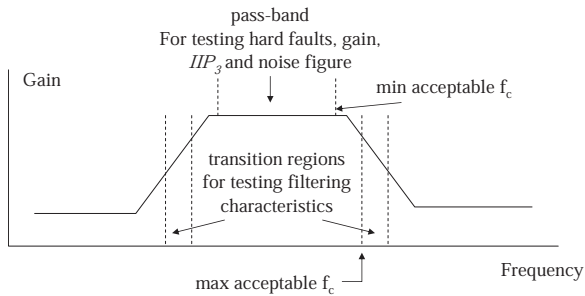 pass-band
For testing hard faults, gain,
IIP3 and noise figure
Gain
min acceptable fc
transition regions
for testing filtering
characteristics
max acceptable fc
Frequency